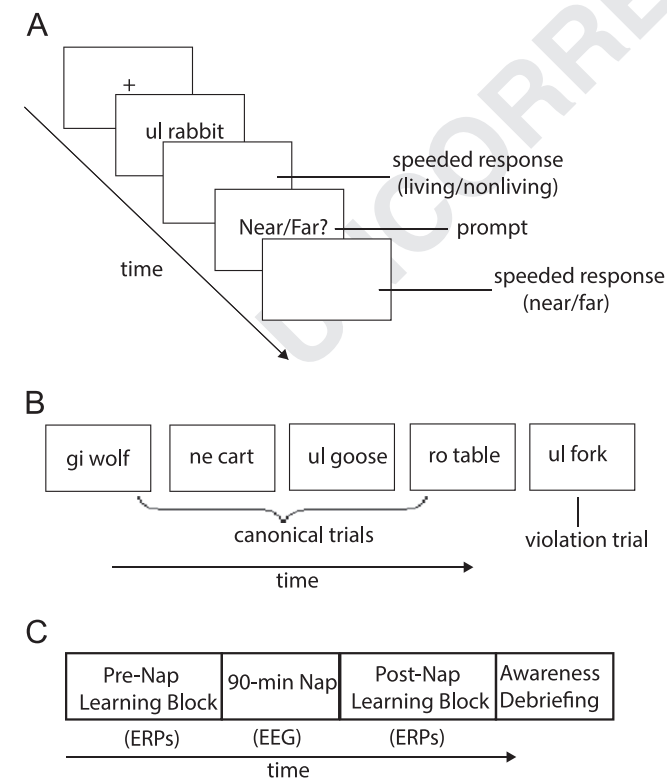 A
+
ul rabbit
speeded response
(living/nonliving)
Near/Far?
prompt
time
speeded response
(near/far)
UNCORRE
B
gi wolf
ne cart
ul goose
ro table
ul fork
canonical trials
violation trial
time
C
Pre-Nap
Learning Block
90-min Nap
Post-Nap
Learning Block
Awareness
Debriefing
(ERPs)
(EEG)
(ERPs)
time